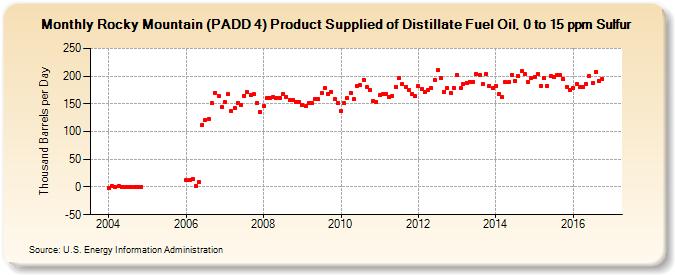 Monthly Rocky Mountain (PADD 4) Product Supplied of Distillate Fuel Oil, 0 to 15 ppm Sulfur
Thousand Barrels per Day
250
200
150
100
50
0
-50
2004 2006 2008 2010 2012 2014 2016
Source: U.S. Energy Information Administration